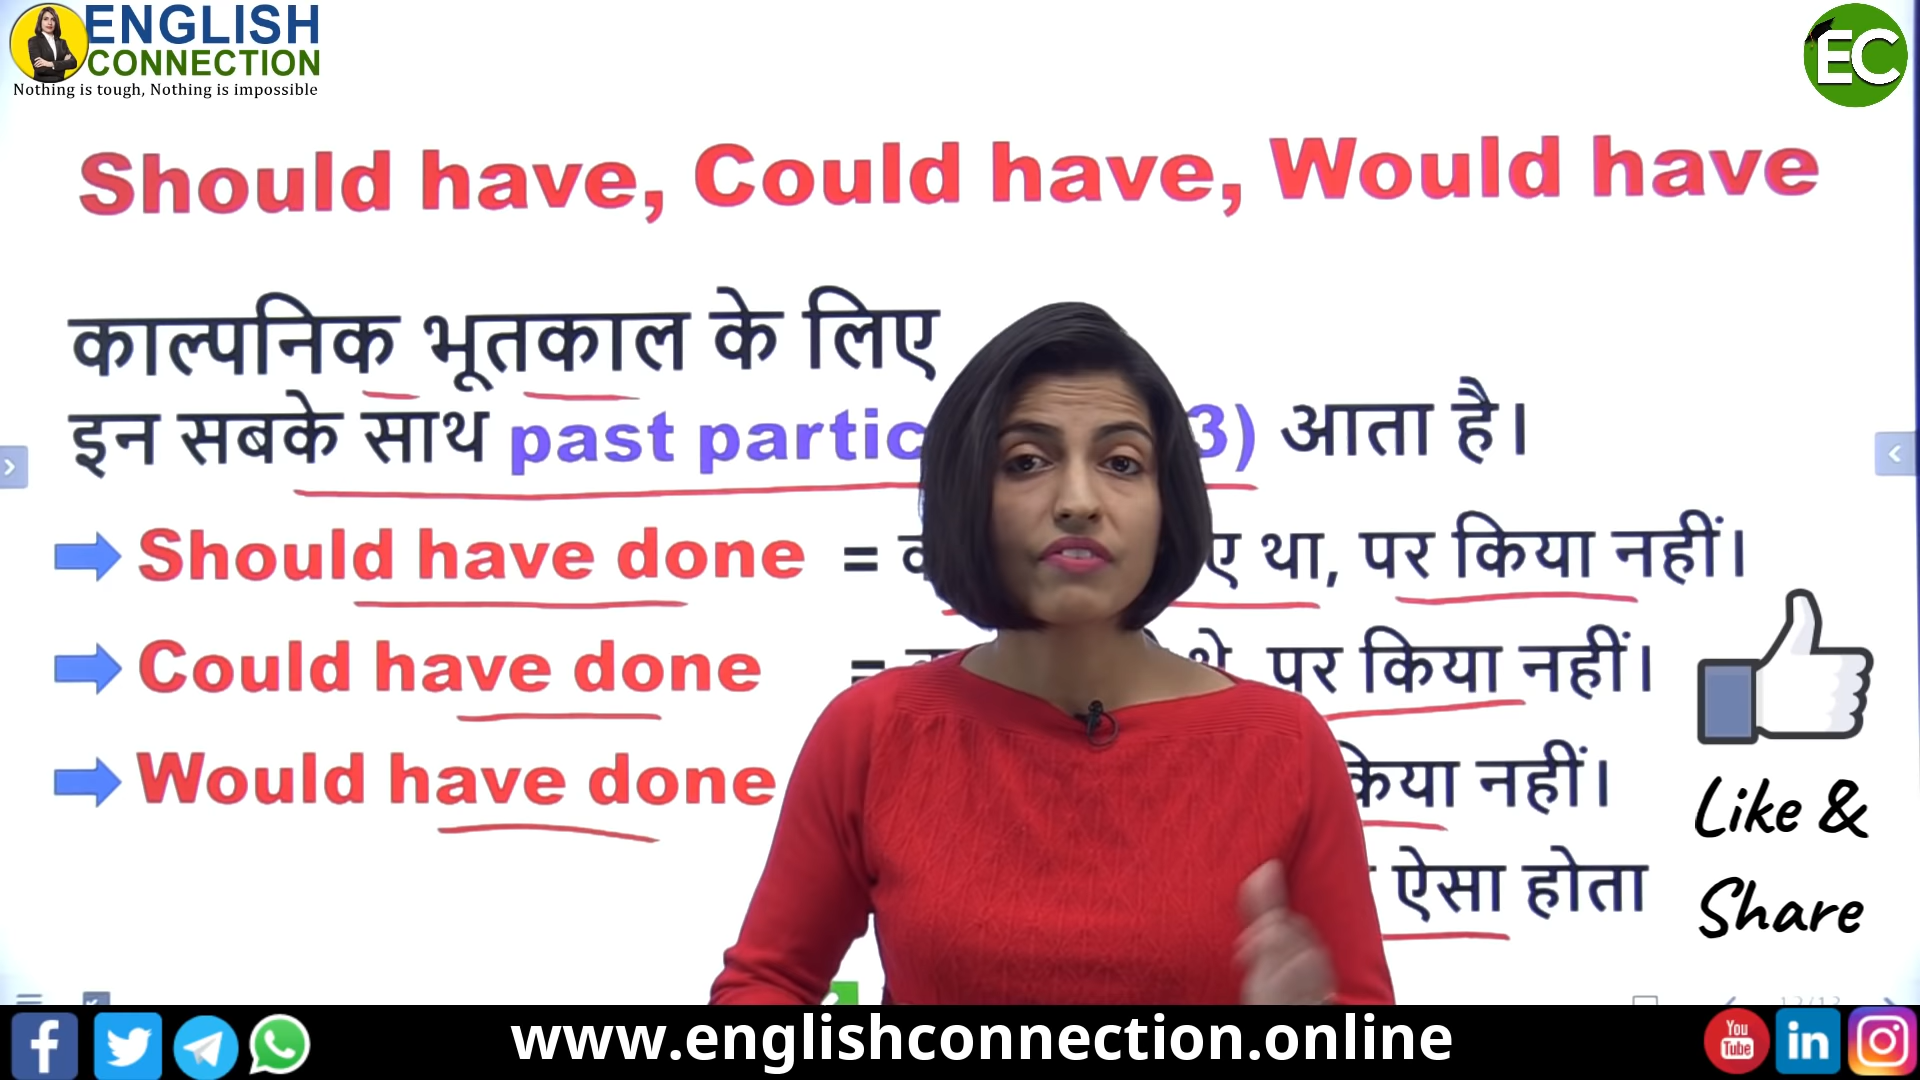 ENGLISH
CONNECTION
Nothing is tough, Nothing is impossible
EC
Should have, Could have, Would have
काल्पनिक भूतकाल के लिए
इन सबके साथ past 3) आता है।
Should have done = था, पर किया नहीं।
Could have done = थे, पर किया नहीं।
Would have done किया नहीं।
ऐसा होता
Like &
Share
www.englishconnection.online
You
Tube
in